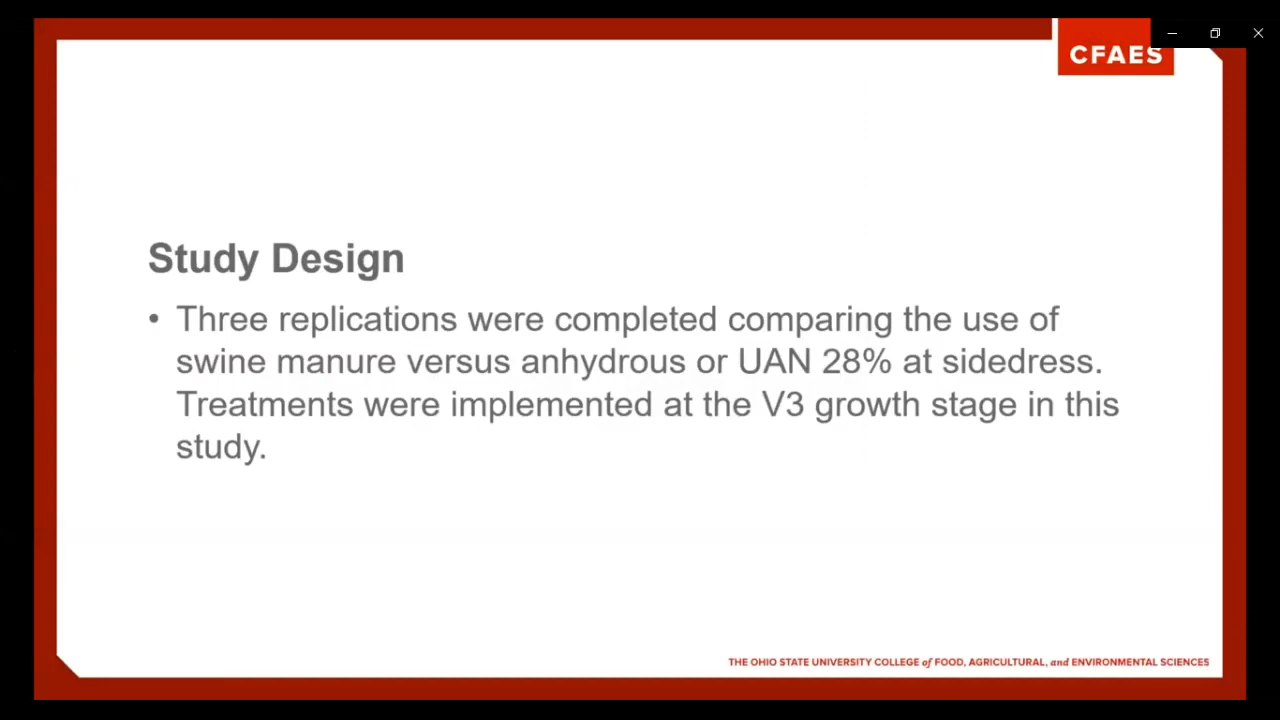 CFAES
Study Design
• Three replications were completed comparing the use of
swine manure versus anhydrous or UAN 28% at sidedress.
Treatments were implemented at the V3 growth stage in this
study.
THE OHIO STATE UNIVERSITY COLLEGE of FOOD, AGRICULTURAL, and ENVIRONMENTAL SCIENCES